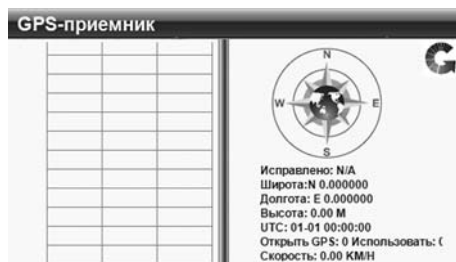 GPS-приемник
N
W
E
S
Исправлено: N/A
Широта:N 0.000000
Долгота: E 0.000000
Высота: 0.00 M
UTC: 01-01 00:00:00
Открыть GPS: 0 Использовать: (
Скорость: 0.00 KM/H